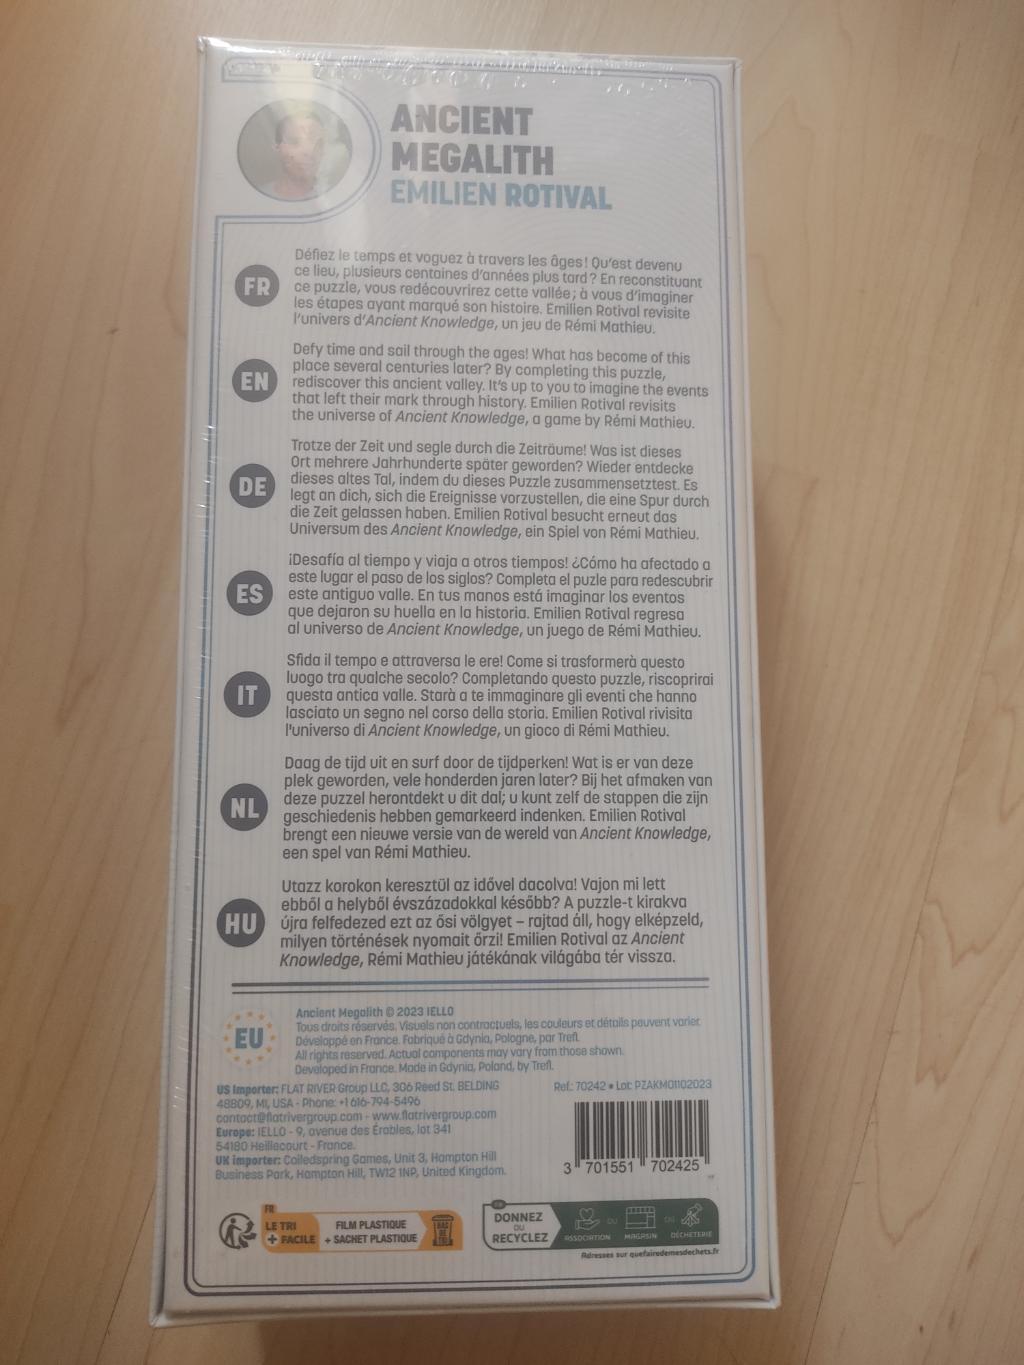 ANCIENT
MEGALITH
EMILIEN ROTIVAL
FR
Défiez le temps et voguez à travers les âges! Qu'est devenu
ce lieu, plusieurs centaines d'années plus tard? En reconstituant
ce puzzle, vous redécouvrirez cette vallée; à vous d'imaginer
les étapes ayant marqué son histoire. Emilien Rotival revisite
l'univers d'Ancient Knowledge, un jeu de Rémi Mathieu.
EN
Defy time and sail through the ages! What has become of this
place several centuries later? By completing this puzzle,
rediscover this ancient valley. It's up to you to imagine the events
that left their mark through history. Emilien Rotival revisits
the universe of Ancient Knowledge, a game by Rémi Mathieu.
DE
Trotze der Zeit und segle durch die Zeiträume! Was ist dieses
Ort mehrere Jahrhunderte später geworden? Wieder entdecke
dieses altes Tal, indem du dieses Puzzle zusammensetztest. Es
legt an dich, sich die Ereignisse vorzustellen, die eine Spur durch
die Zeit gelassen haben. Emilien Rotival besucht erneut das
Universum des Ancient Knowledge, ein Spiel von Rémi Mathieu.
ES
¡Desafía al tiempo y viaja a otros tiempos! ¿Cómo ha afectado a
este lugar el paso de los siglos? Completa el puzle para redescubrir
este antiguo valle. En tus manos está imaginar los eventos
que dejaron su huella en la historia. Emilien Rotival regresa
al universo de Ancient Knowledge, un juego de Rémi Mathieu.
IT
Sfida il tempo e attraversa le ere! Come si trasformerà questo
luogo tra qualche secolo? Completando questo puzzle, riscoprirai
questa antica valle. Starà a te immaginare gli eventi che hanno
lasciato un segno nel corso della storia. Emilien Rotival rivisita
l'universo di Ancient Knowledge, un gioco di Rémi Mathieu.
NL
Daag de tijd uit en surf door de tijdperken! Wat is er van deze
plek geworden, vele honderden jaren later? Bij het afmaken van
deze puzzel herontdekt u dit dal; u kunt zelf de stappen die zijn
geschiedenis hebben gemarkeerd indenken. Emilien Rotival
brengt een nieuwe versie van de wereld van Ancient Knowledge,
een spel van Rémi Mathieu.
HU
Utazz korokon keresztül az idővel dacolva! Vajon mi lett
ebből a helyből évszázadokkal később? A puzzle-t kirakva
újra felfedezed ezt az ősi völgyet – rajtad áll, hogy elképzeld,
milyen történések nyomait őrzi! Emilien Rotival az Ancient
Knowledge, Rémi Mathieu játékának világába tér vissza.
EU
Ancient Megalith © 2023 IELLO
Tous droits réservés. Visuels non contractuels, les couleurs et détails peuvent varier.
Développé en France. Fabriqué à Gdynia, Pologne, par Trefl.
All rights reserved. Actual components may vary from those shown.
Developed in France. Made in Gdynia, Poland, by Trefl.
US Importer: FLAT RIVER Group LLC, 306 Reed St. BELDING
48809, MI, USA - Phone: +1 616-794-5496
contact@flatrivergroup.com - www.flatrivergroup.com
Europe: IELLO - 9, avenue des Érables, lot 341
54180 Heillecourt - France.
UK importer: Coiledspring Games, Unit 3, Hampton Hill
Business Park, Hampton Hill, TW12 1NP, United Kingdom.
Ref.: 70242 • Lot: PZAKM01102023
3 701551 702425
FR
LE TRI
+ FACILE
FILM PLASTIQUE
+ SACHET PLASTIQUE
BAC DE TRI
DONNEZ
OU
RECYCLEZ
ASSOCIATION
OU
MAGASIN
OU
DÉCHÈTERIE
Adresses sur quefairedemesdechets.fr